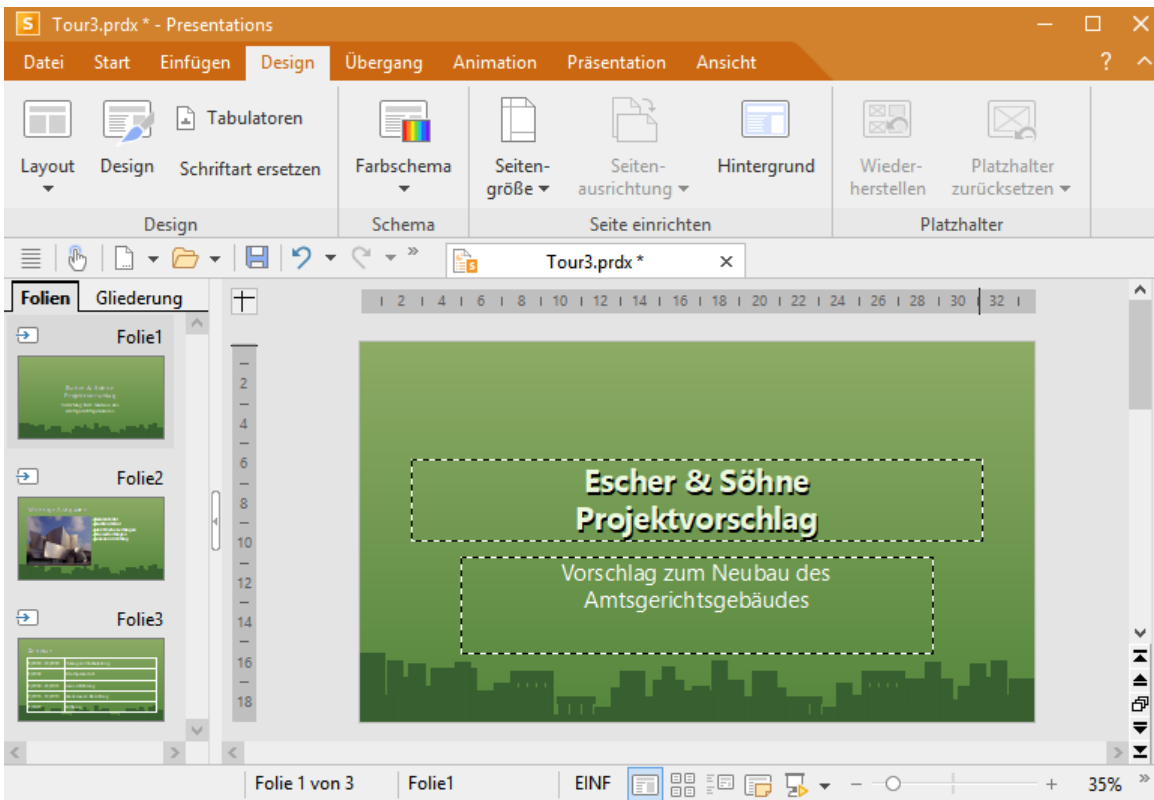 S Tour3.prdx * - Presentations
Datei Start Einfügen Design Übergang Animation Präsentation Ansicht ?
Tabulatoren
Layout Design Schriftart ersetzen Farbschema Seiten- Seiten- Hintergrund Wieder- Platzhalter
größe ausrichtung herstellen zurücksetzen
Design Schema Seite einrichten Platzhalter
Tour3.prdx *
Folien Gliederung
2 4 6 8 10 12 14 16 18 20 22 24 26 28 30 32
Folie1
Folie2
Folie3
2
4
6
8
10
12
14
16
18
Escher & Söhne
Projektvorschlag
Vorschlag zum Neubau des
Amtsgerichtsgebäudes
Folie 1 von 3 Folie1 EINF 35%